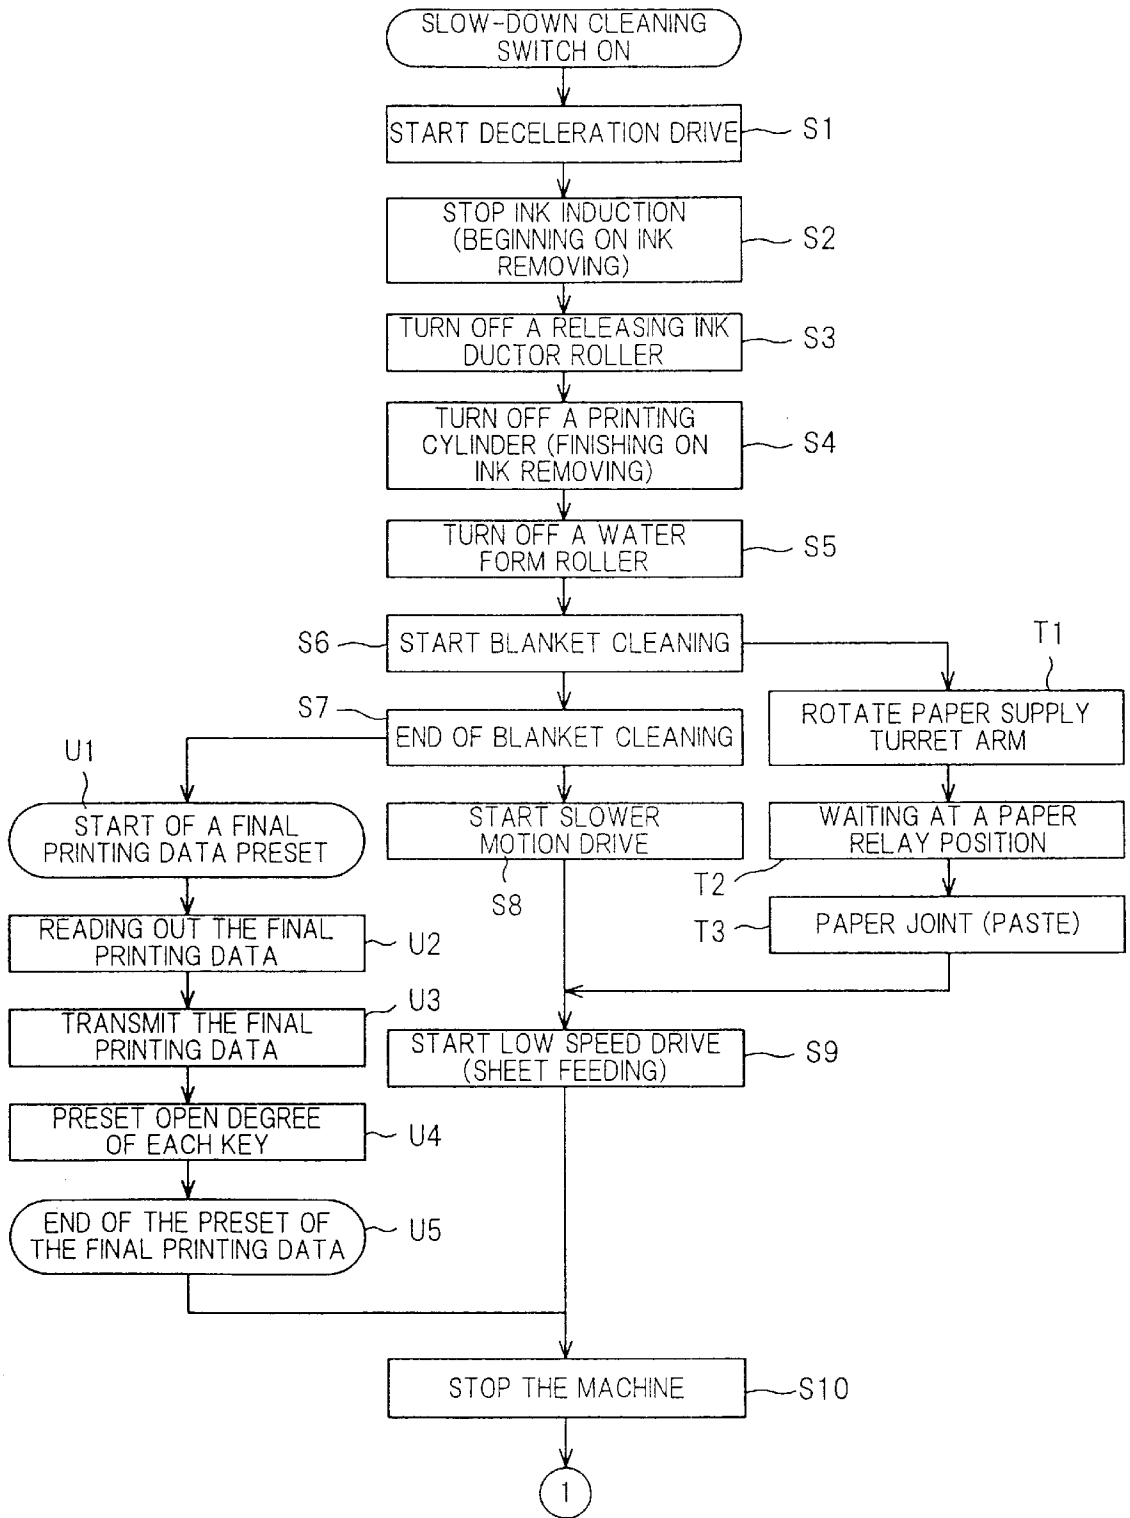 SLOW-DOWN CLEANING
SWITCH ON
START DECELERATION DRIVE
S1
STOP INK INDUCTION
(BEGINNING ON INK
REMOVING)
S2
TURN OFF A RELEASING INK
DUCTOR ROLLER
S3
TURN OFF A PRINTING
CYLINDER (FINISHING ON
INK REMOVING)
S4
TURN OFF A WATER
FORM ROLLER
S5
S6
START BLANKET CLEANING
T1
ROTATE PAPER SUPPLY
TURRET ARM
S7
END OF BLANKET CLEANING
U1
START OF A FINAL
PRINTING DATA PRESET
START SLOWER
MOTION DRIVE
S8
WAITING AT A PAPER
RELAY POSITION
T2
T3
PAPER JOINT (PASTE)
READING OUT THE FINAL
PRINTING DATA
U2
U3
TRANSMIT THE FINAL
PRINTING DATA
START LOW SPEED DRIVE
(SHEET FEEDING)
S9
PRESET OPEN DEGREE
OF EACH KEY
U4
END OF THE PRESET OF
THE FINAL PRINTING DATA
U5
STOP THE MACHINE
S10
1